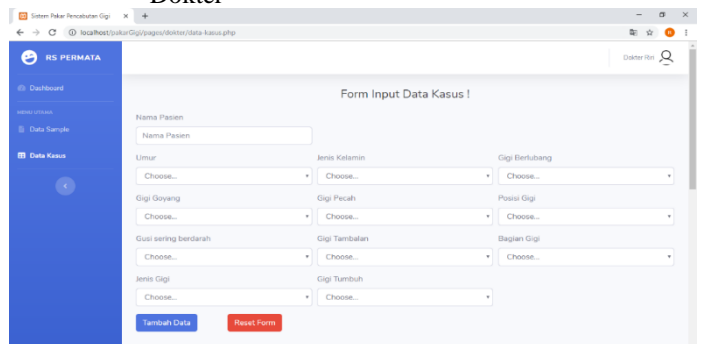 Dokter
Sistem Pakar Pencabutan Gigi
localhost/pakarGigi/pages/dokter/data-kasus.php
RS PERMATA
Dokter Riri
Dashboard
Form Input Data Kasus !
MENU UTAMA
Data Sample
Data Kasus
Nama Pasien
Nama Pasien
Umur Jenis Kelamin Gigi Berlubang
Choose... Choose... Choose...
Gigi Goyang Gigi Pecah Posisi Gigi
Choose... Choose... Choose...
Gusi sering berdarah Gigi Tambalan Bagian Gigi
Choose... Choose... Choose...
Jenis Gigi Gigi Tumbuh
Choose... Choose...
Tambah Data Reset Form